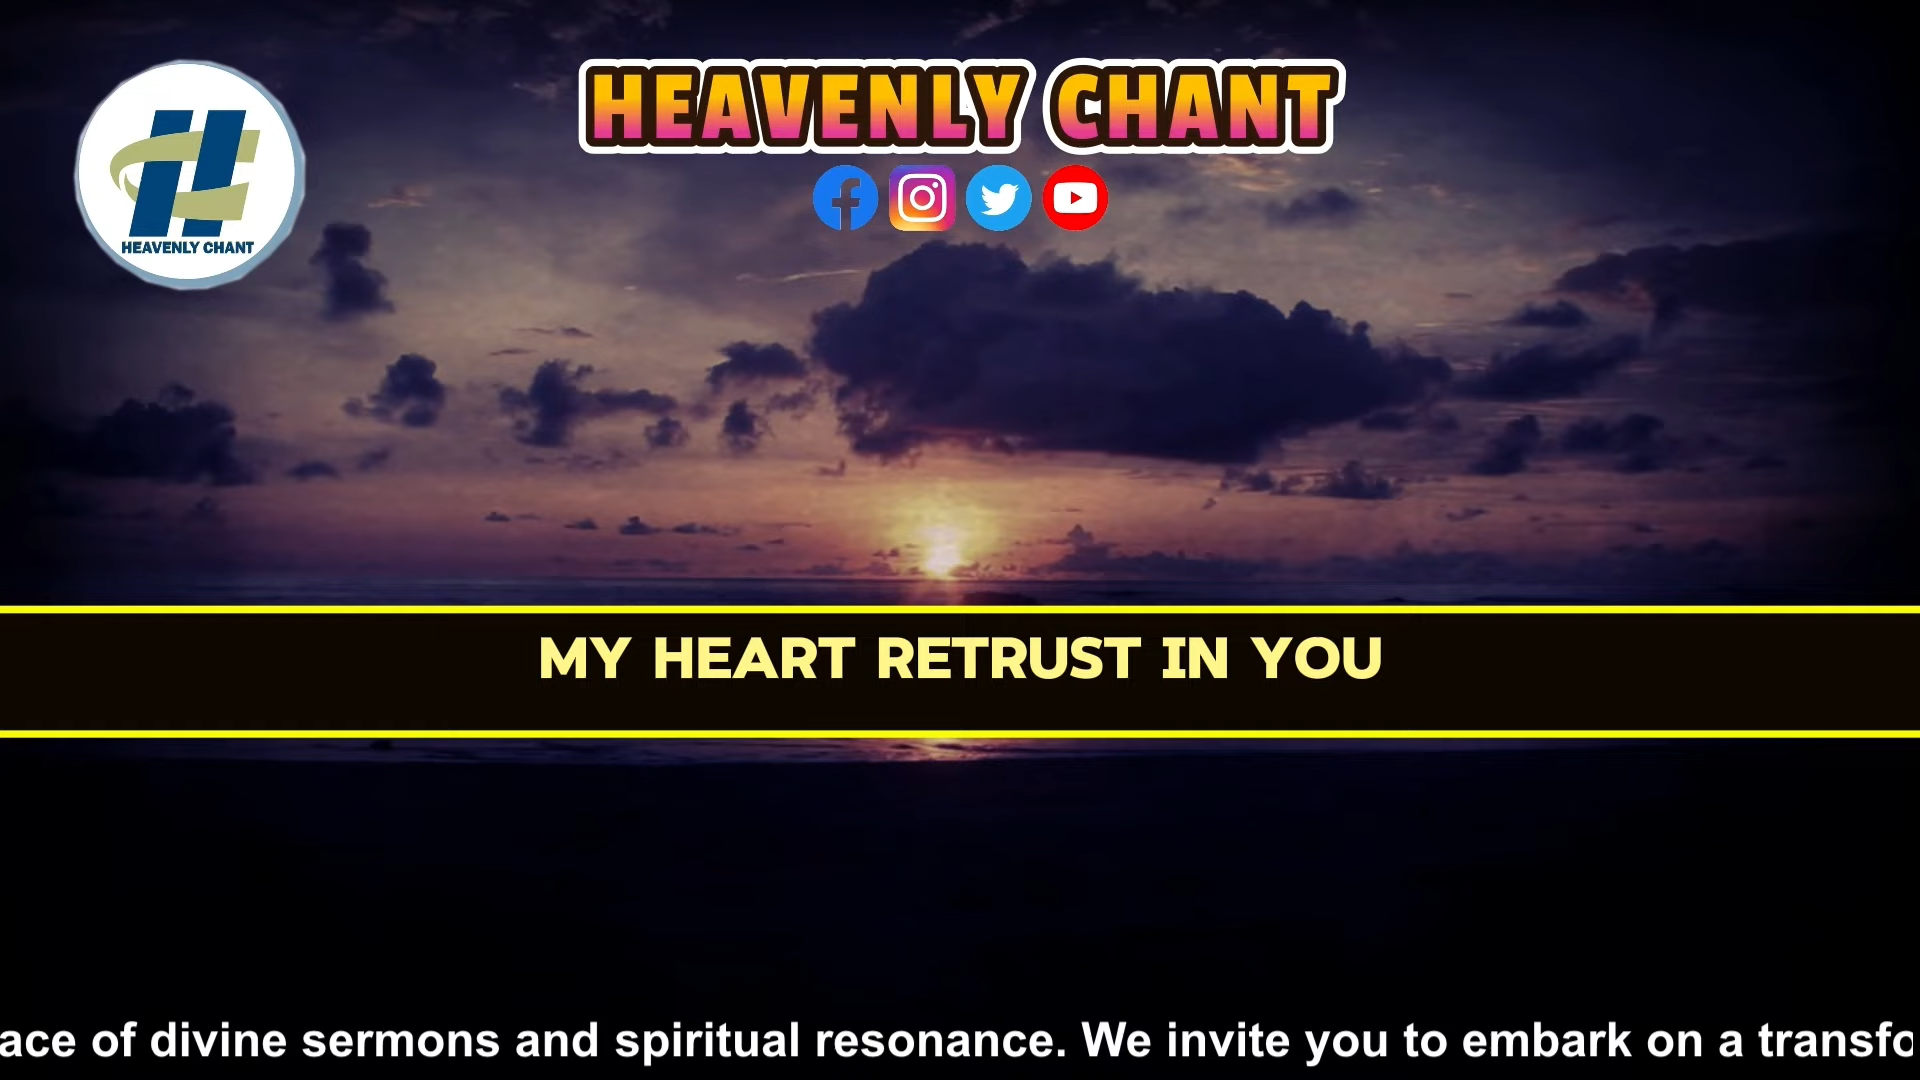 HEAVENLY CHANT
HEAVENLY CHANT
MY HEART RETRUST IN YOU
ace of divine sermons and spiritual resonance. We invite you to embark on a transfo